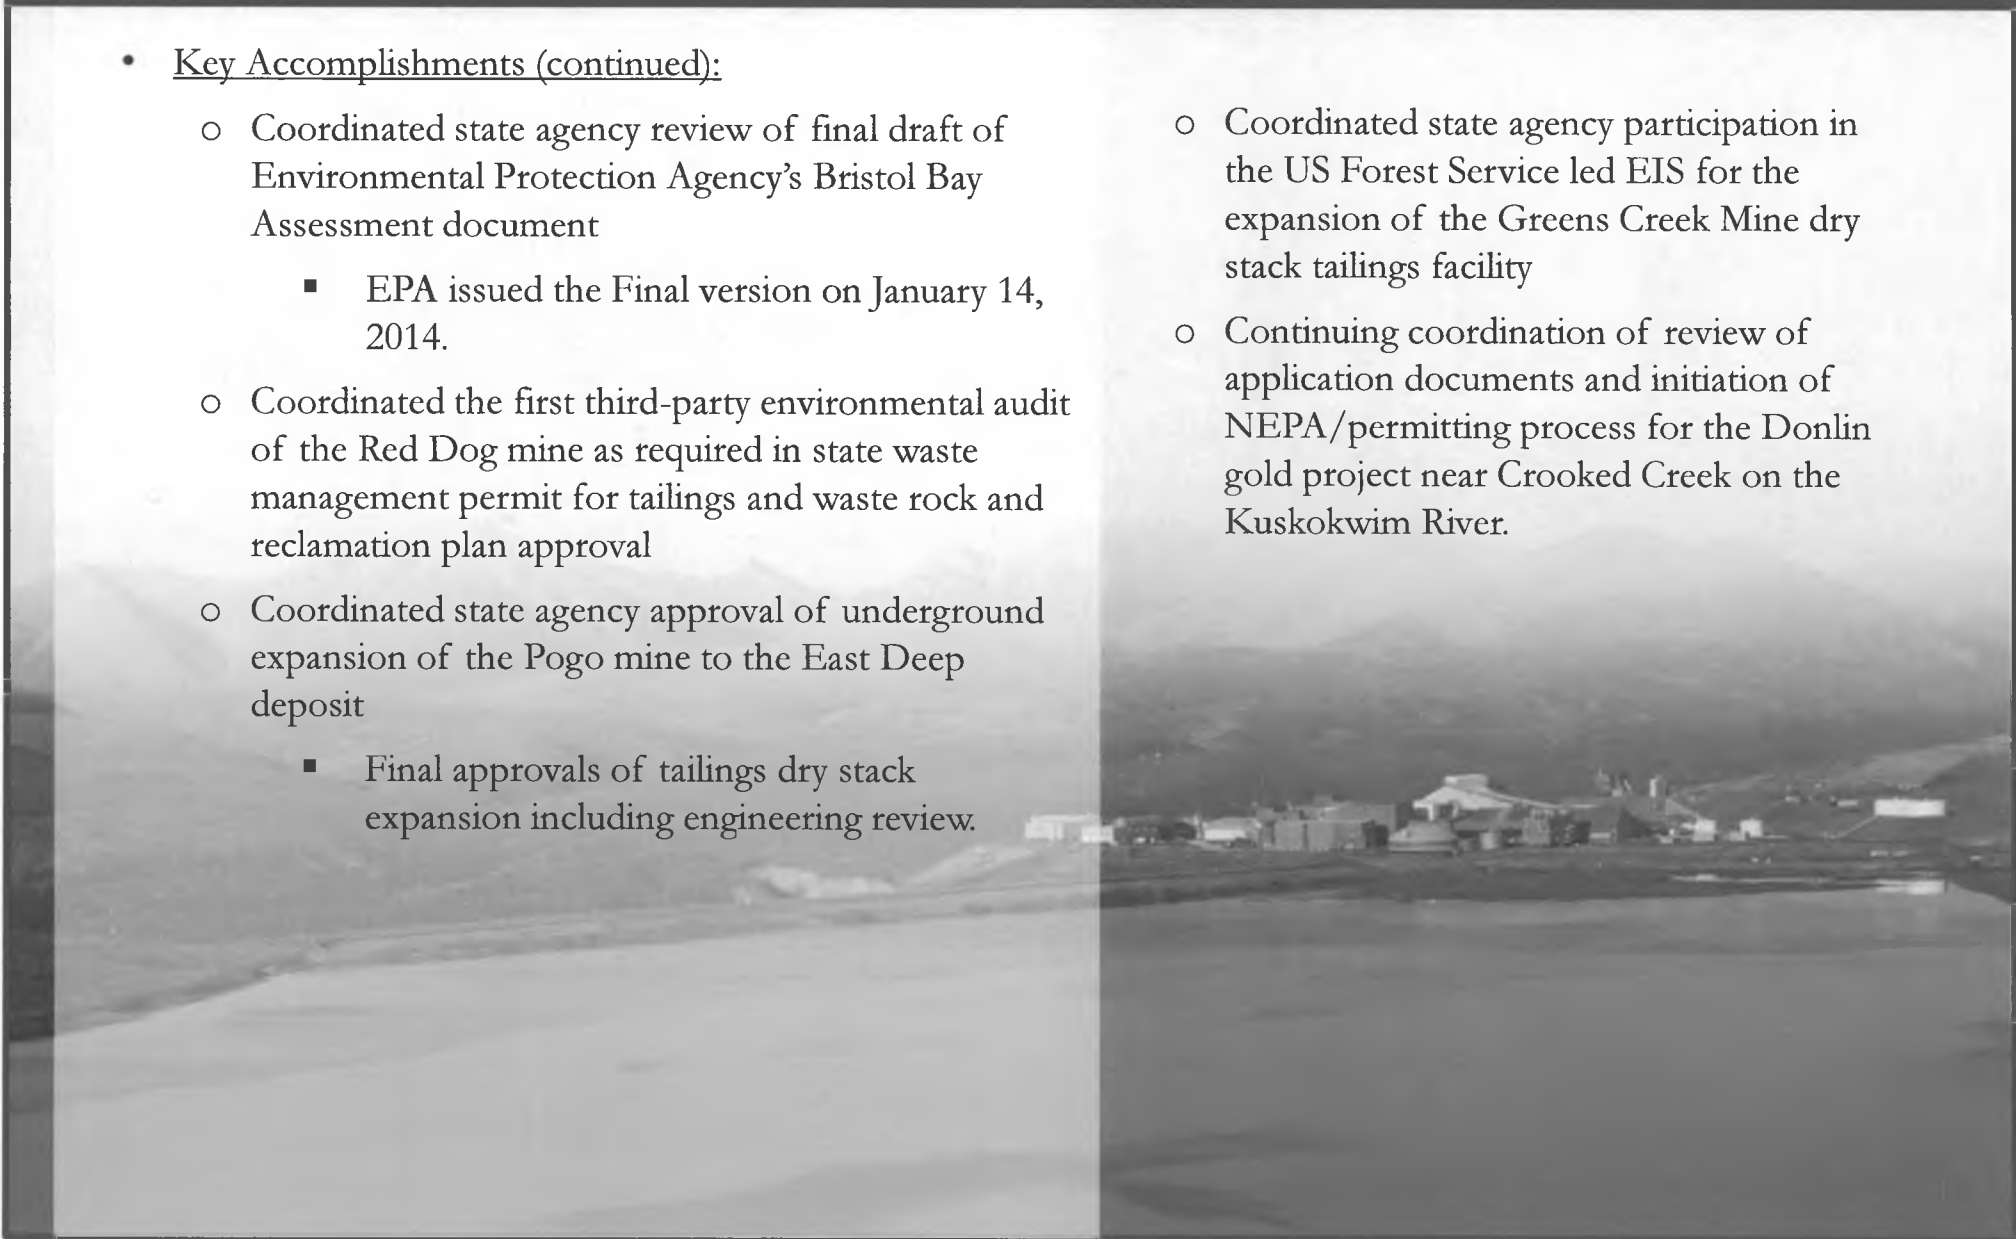 • Key Accomplishments (continued):
o Coordinated state agency review of final draft of
Environmental Protection Agency's Bristol Bay
Assessment document
▪ EPA issued the Final version on January 14,
2014.
o Coordinated the first third-party environmental audit
of the Red Dog mine as required in state waste
management permit for tailings and waste rock and
reclamation plan approval
o Coordinated state agency approval of underground
expansion of the Pogo mine to the East Deep
deposit
▪ Final approvals of tailings dry stack
expansion including engineering review.
o Coordinated state agency participation in
the US Forest Service led EIS for the
expansion of the Greens Creek Mine dry
stack tailings facility
o Continuing coordination of review of
application documents and initiation of
NEPA/permitting process for the Donlin
gold project near Crooked Creek on the
Kuskokwim River.